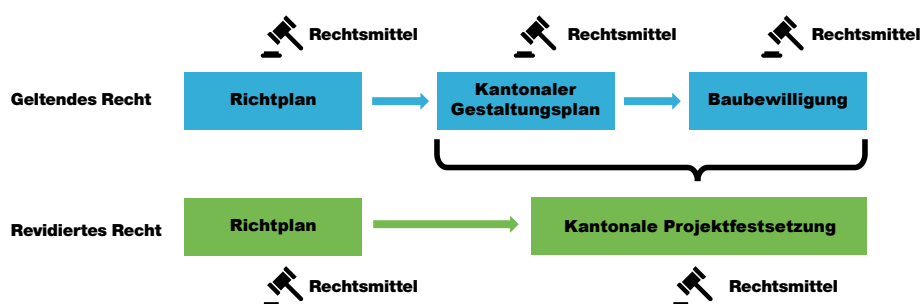 Rechtsmittel
Rechtsmittel
Rechtsmittel
Geltendes Recht
Richtplan
Kantonaler
Gestaltungsplan
Baubewilligung
Revidiertes Recht
Richtplan
Kantonale Projektfestsetzung
Rechtsmittel
Rechtsmittel